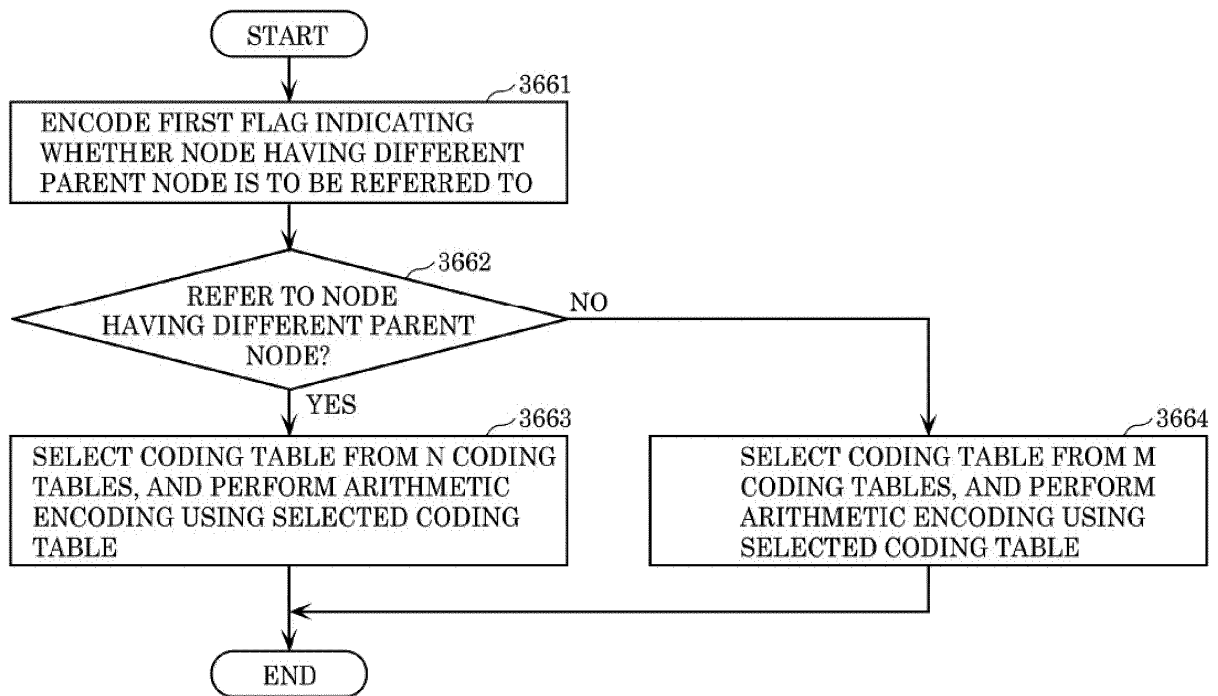 START
3661
ENCODE FIRST FLAG INDICATING
WHETHER NODE HAVING DIFFERENT
PARENT NODE IS TO BE REFERRED TO
3662
REFER TO NODE
HAVING DIFFERENT PARENT
NODE?
NO
YES
3663
SELECT CODING TABLE FROM N CODING
TABLES, AND PERFORM ARITHMETIC
ENCODING USING SELECTED CODING
TABLE
3664
SELECT CODING TABLE FROM M
CODING TABLES, AND PERFORM
ARITHMETIC ENCODING USING
SELECTED CODING TABLE
END